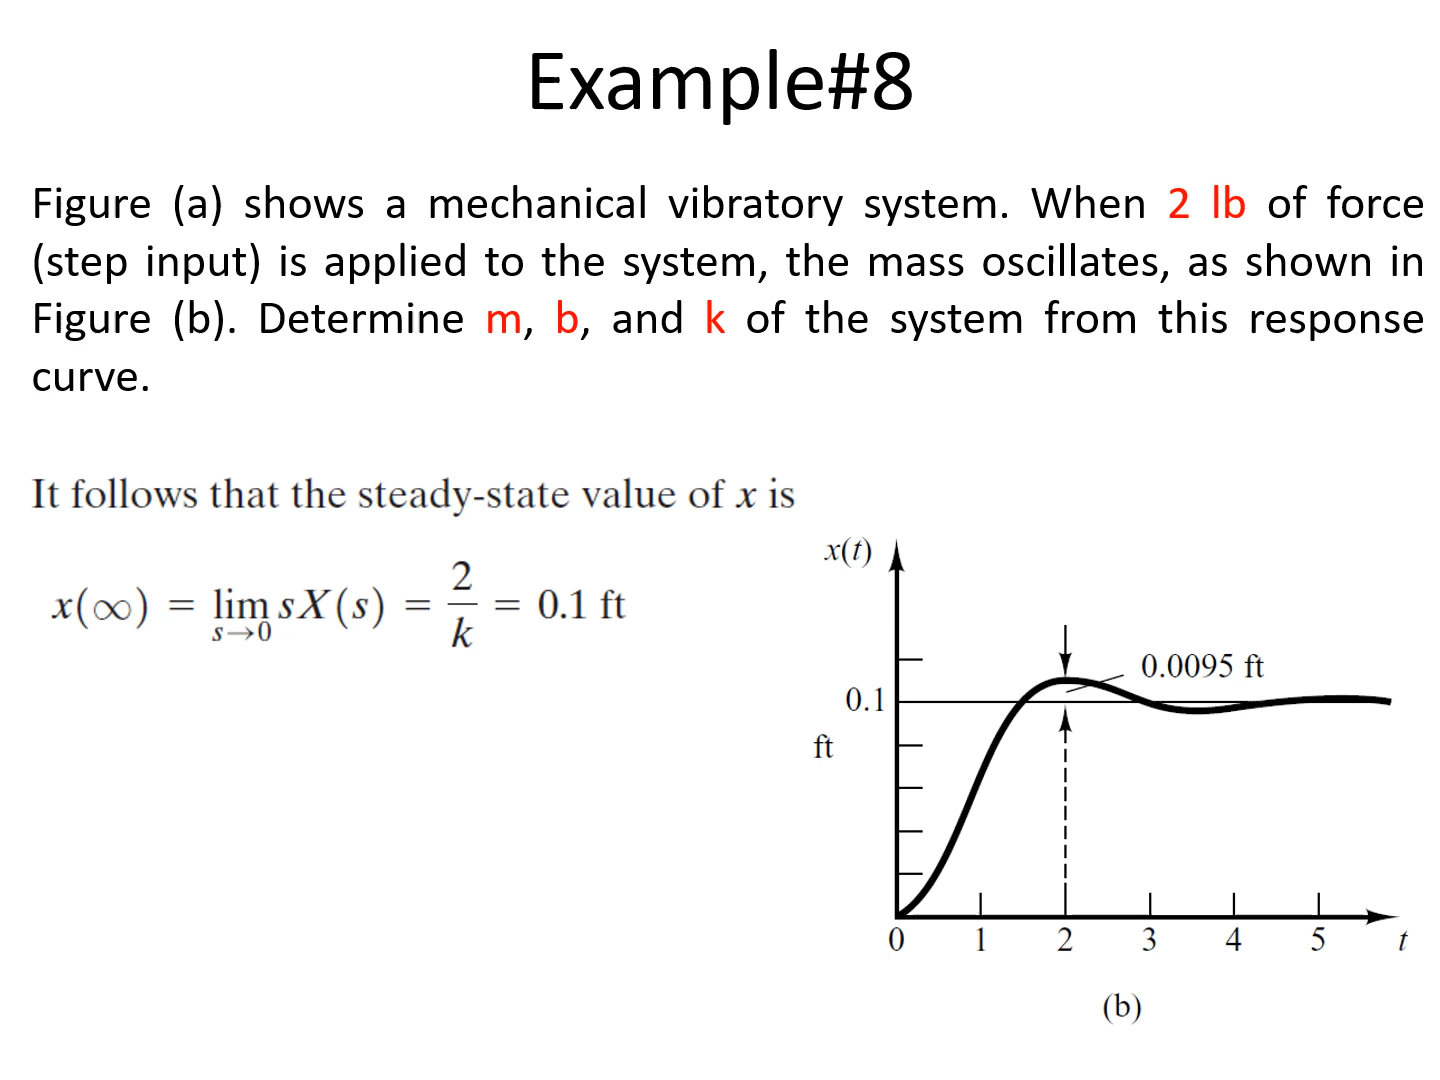 Example#8
Figure (a) shows a mechanical vibratory system. When 2 lb of force
(step input) is applied to the system, the mass oscillates, as shown in
Figure (b). Determine m, b, and k of the system from this response
curve.
It follows that the steady-state value of x is
x(∞) = lim s→0 sX(s) = 2/k = 0.1 ft
x(t)
0.0095 ft
0.1
ft
0 1 2 3 4 5 t
(b)